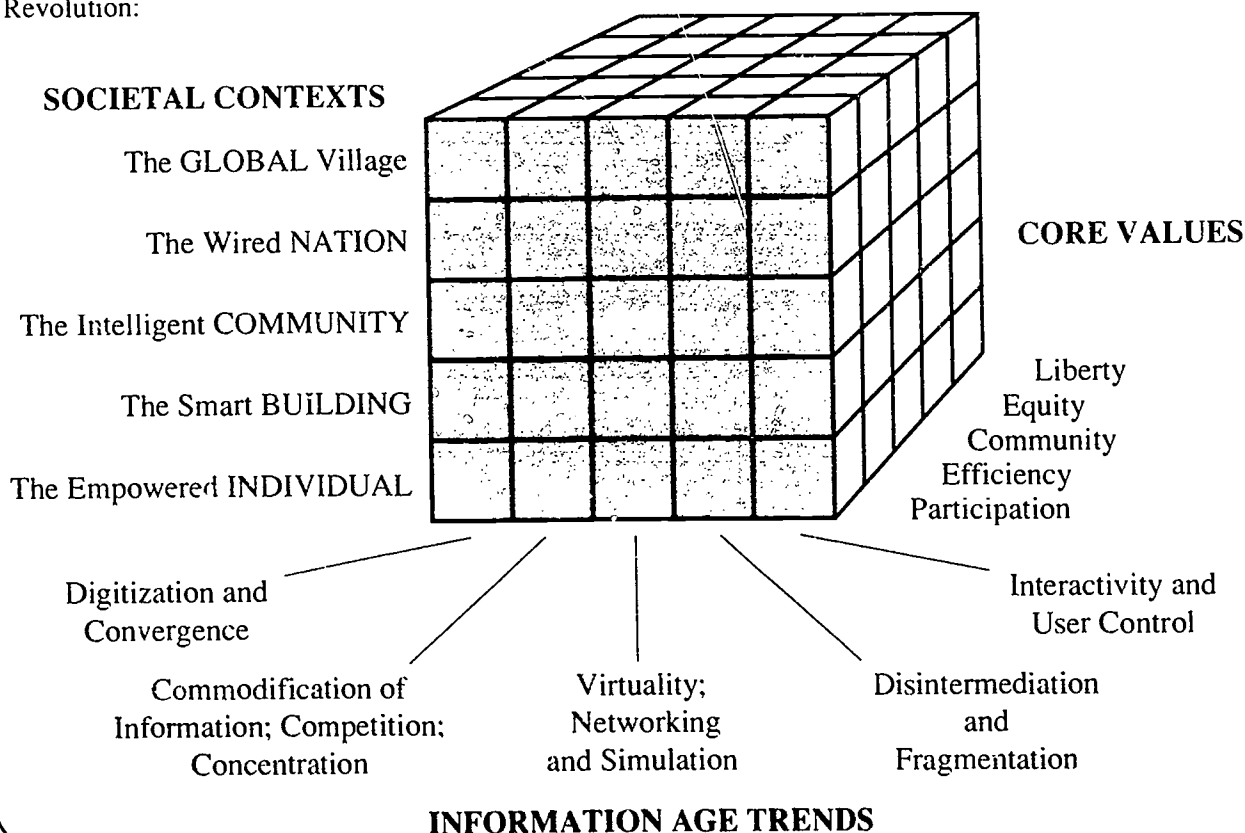 Revolution:
SOCIETAL CONTEXTS
The GLOBAL Village
The Wired NATION
The Intelligent COMMUNITY
The Smart BUiLDING
The Empowered INDIVIDUAL
CORE VALUES
Liberty
Equity
Community
Efficiency
Participation
Digitization and
Convergence
Commodification of
Information; Competition;
Concentration
Virtuality;
Networking
and Simulation
Disintermediation
and
Fragmentation
Interactivity and
User Control
INFORMATION AGE TRENDS